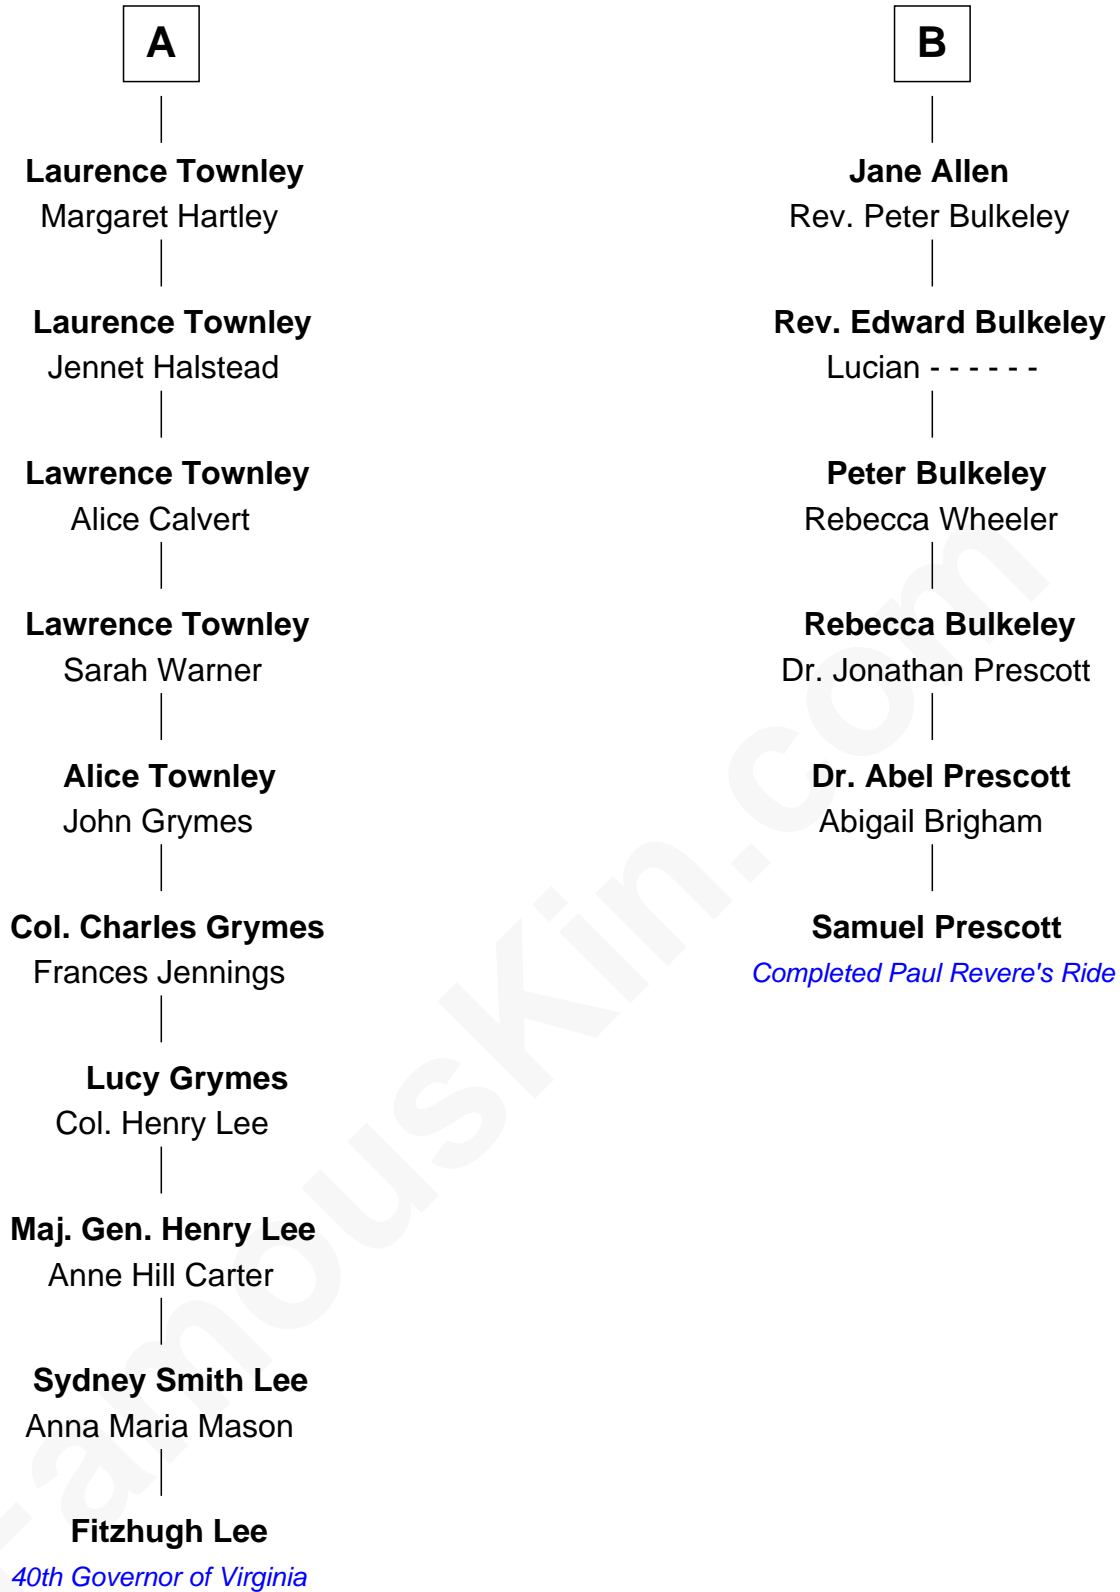 A
Laurence Townley
Margaret Hartley
Laurence Townley
Jennet Halstead
Lawrence Townley
Alice Calvert
Lawrence Townley
Sarah Warner
Alice Townley
John Grymes
Col. Charles Grymes
Frances Jennings
Lucy Grymes
Col. Henry Lee
Maj. Gen. Henry Lee
Anne Hill Carter
Sydney Smith Lee
Anna Maria Mason
Fitzhugh Lee
40th Governor of Virginia
B
Jane Allen
Rev. Peter Bulkeley
Rev. Edward Bulkeley
Lucian - - - - - -
Peter Bulkeley
Rebecca Wheeler
Rebecca Bulkeley
Dr. Jonathan Prescott
Dr. Abel Prescott
Abigail Brigham
Samuel Prescott
Completed Paul Revere's Ride
FamousKin.com